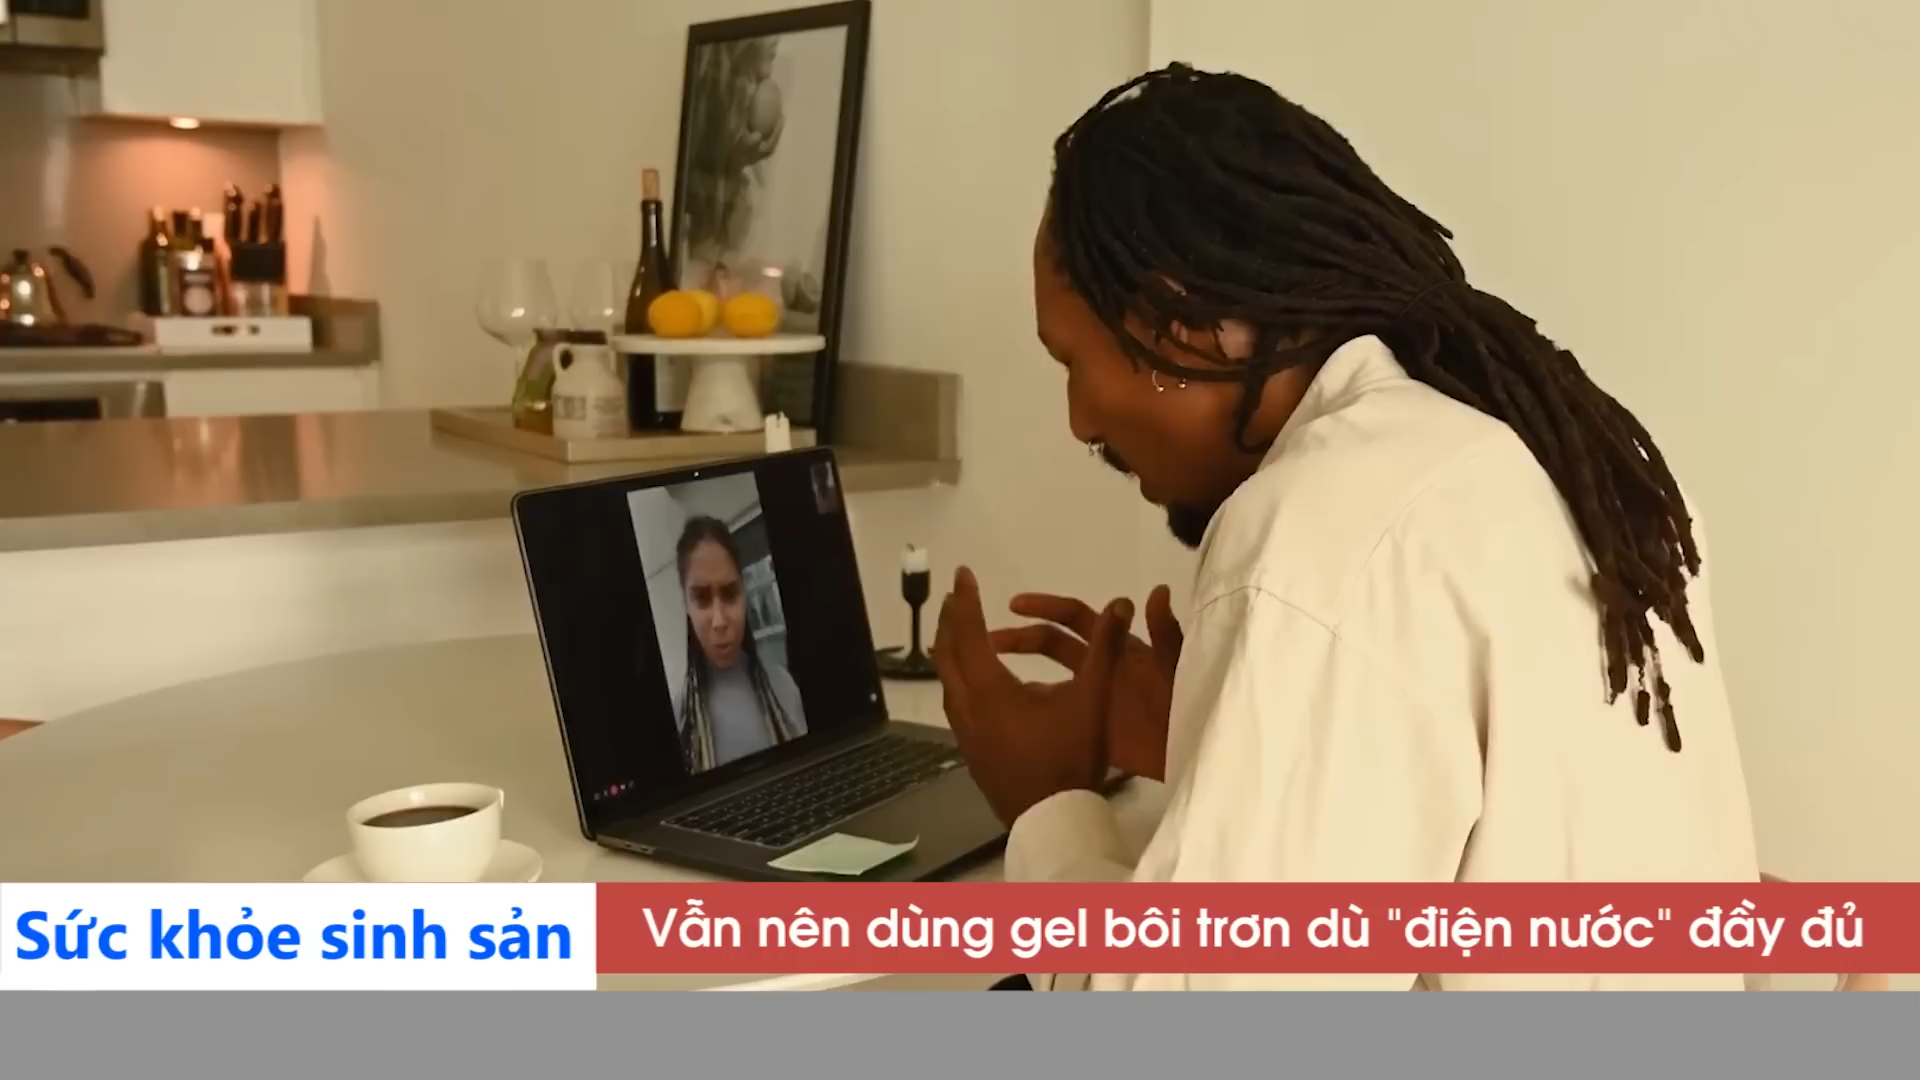 Sức khỏe sinh sản
Vẫn nên dùng gel bôi trơn dù "điện nước" đầy đủ